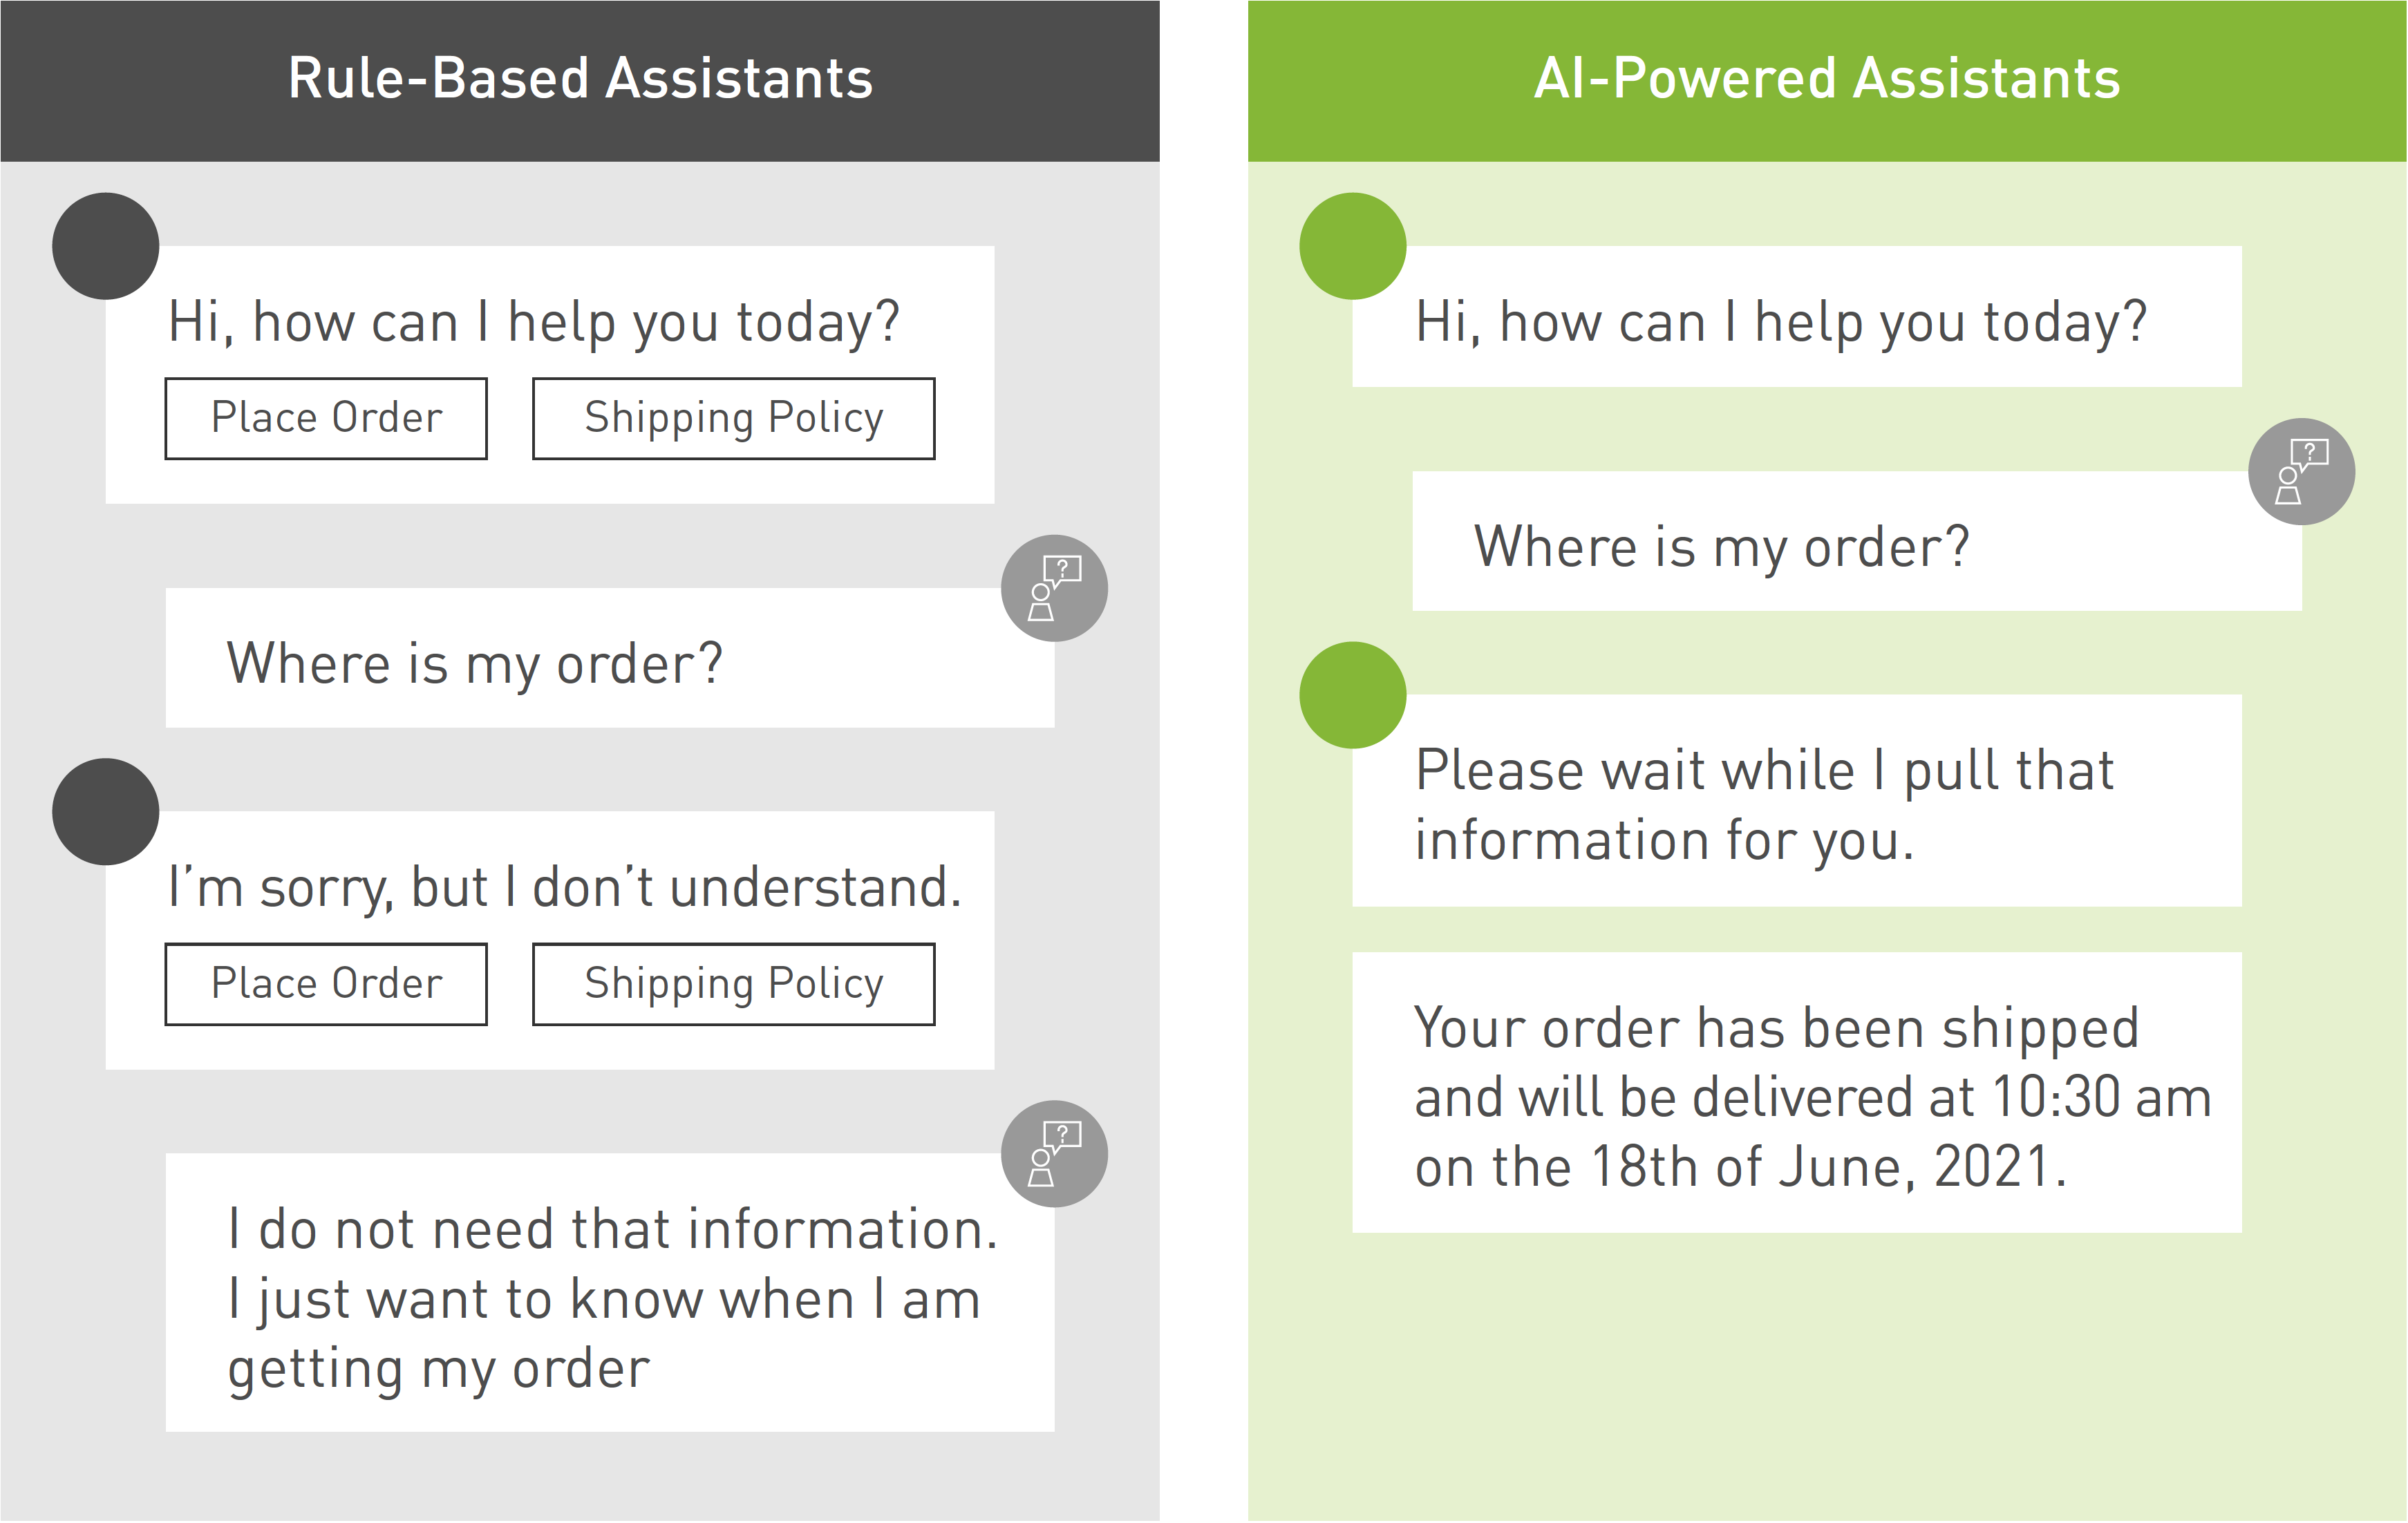 Rule-Based Assistants
Hi, how can I help you today?
Place Order
Shipping Policy
?
Where is my order?
I’m sorry, but I don’t understand.
Place Order
Shipping Policy
?
I do not need that information.
I just want to know when I am
getting my order
AI-Powered Assistants
Hi, how can I help you today?
?
Where is my order?
Please wait while I pull that
information for you.
Your order has been shipped
and will be delivered at 10:30 am
on the 18th of June, 2021.